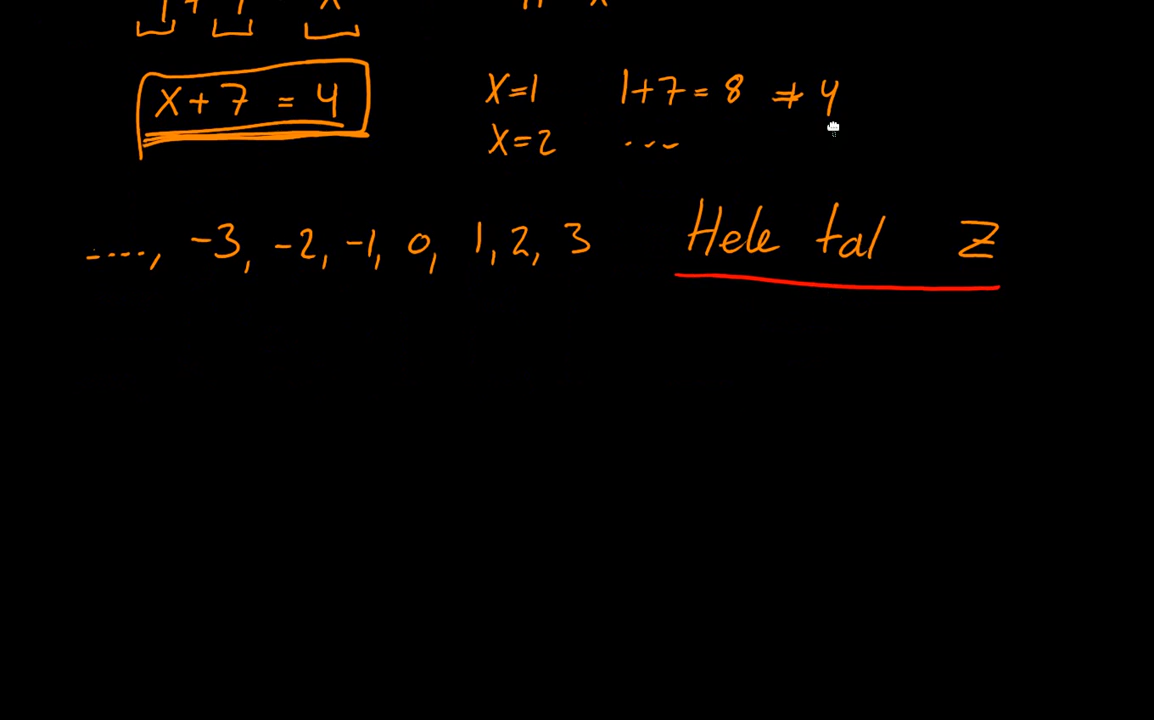 x + 7 = 4
x=1 1+7=8 ≠ 4
x=2 ...
...., -3, -2, -1, 0, 1, 2, 3 Hele tal Z